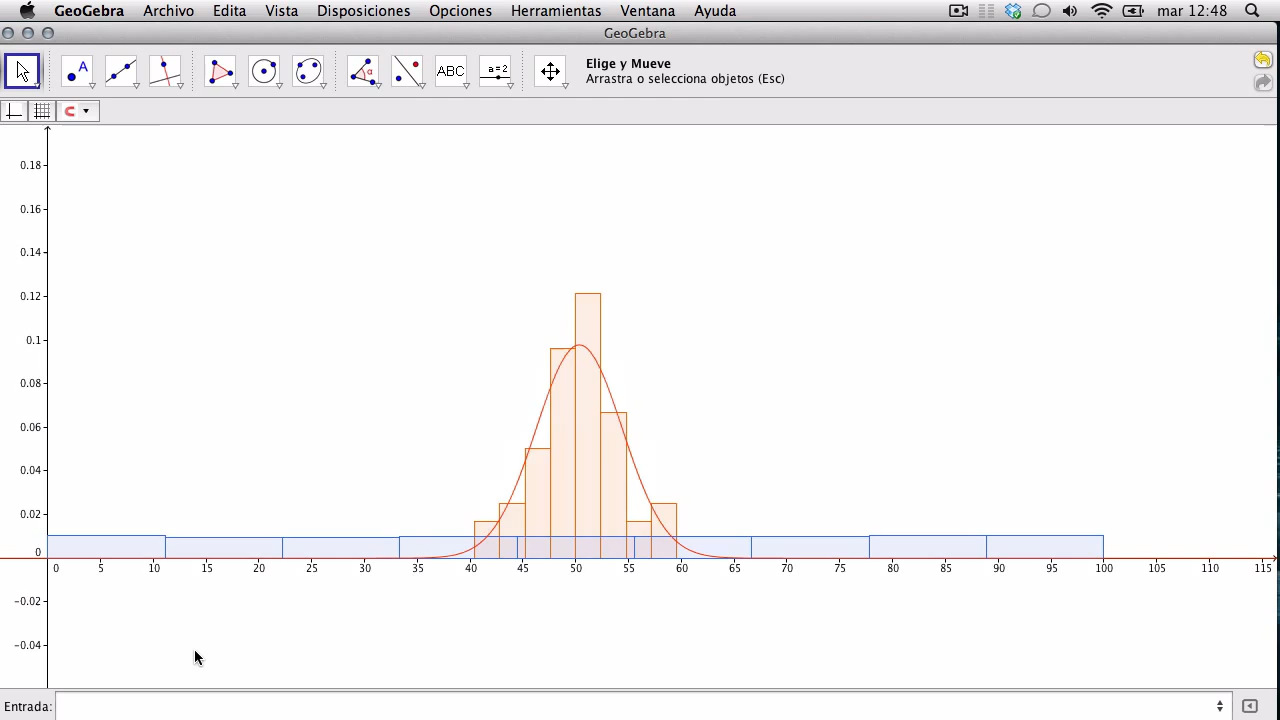 GeoGebra Archivo Edita Vista Disposiciones Opciones Herramientas Ventana Ayuda mar 12:48
GeoGebra
A α ABC a=2
Elige y Mueve
Arrastra o selecciona objetos (Esc)
0.18
0.16
0.14
0.12
0.1
0.08
0.06
0.04
0.02
0
0 5 10 15 20 25 30 35 40 45 50 55 60 65 70 75 80 85 90 95 100 105 110 115
−0.02
−0.04
Entrada: